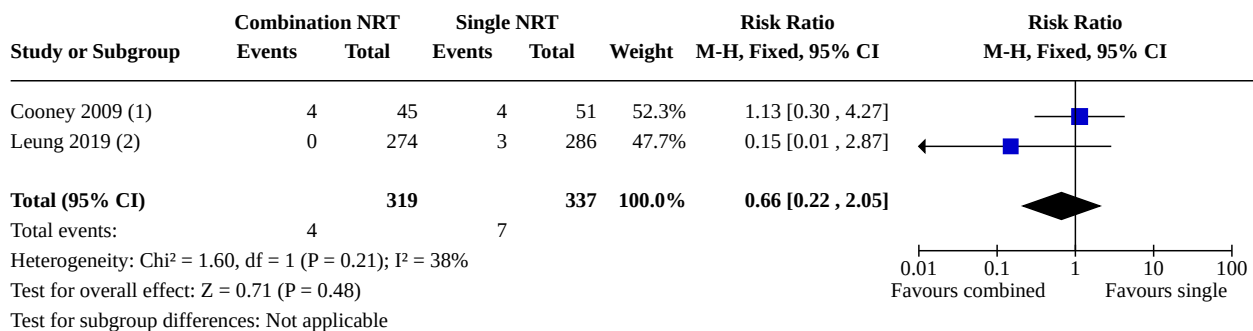 Combination NRT Single NRT Risk Ratio Risk Ratio
Study or Subgroup Events Total Events Total Weight M-H, Fixed, 95% CI M-H, Fixed, 95% CI
Cooney 2009 (1) 4 45 4 51 52.3% 1.13 [0.30 , 4.27]
Leung 2019 (2) 0 274 3 286 47.7% 0.15 [0.01 , 2.87]
Total (95% CI) 319 337 100.0% 0.66 [0.22 , 2.05]
Total events: 4 7
Heterogeneity: Chi² = 1.60, df = 1 (P = 0.21); I² = 38%
0.01 0.1 1 10 100
Test for overall effect: Z = 0.71 (P = 0.48)
Favours combined Favours single
Test for subgroup differences: Not applicable